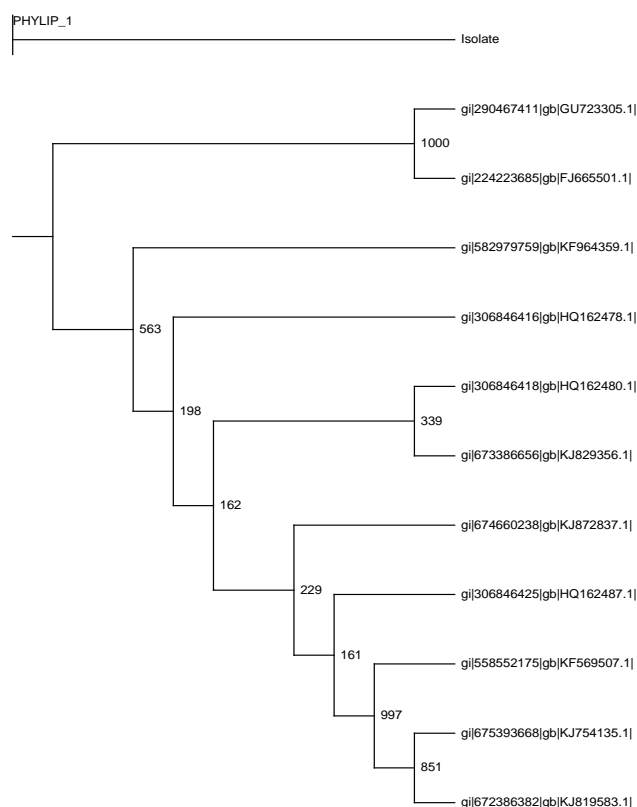 PHYLIP_1
Isolate
gi|290467411|gb|GU723305.1|
1000
gi|224223685|gb|FJ665501.1|
gi|582979759|gb|KF964359.1|
563
gi|306846416|gb|HQ162478.1|
198
gi|306846418|gb|HQ162480.1|
339
gi|673386656|gb|KJ829356.1|
162
gi|674660238|gb|KJ872837.1|
229
gi|306846425|gb|HQ162487.1|
161
gi|558552175|gb|KF569507.1|
997
gi|675393668|gb|KJ754135.1|
851
gi|672386382|gb|KJ819583.1|